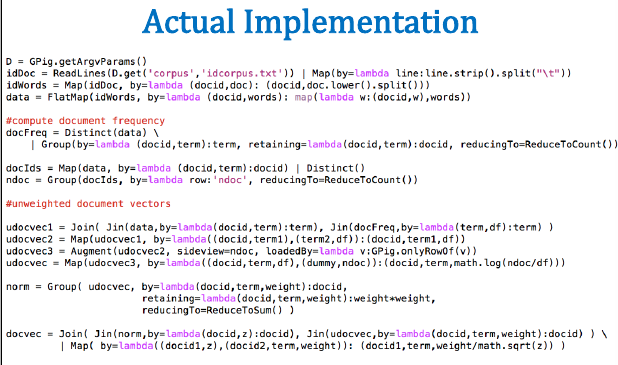 Actual Implementation
D = GPig.getArgvParams()
idDoc = ReadLines(D.get('corpus','idcorpus.txt')) | Map(by=lambda line:line.strip().split("\t"))
idWords = Map(idDoc, by=lambda (docid,doc): (docid,doc.lower().split()))
data = FlatMap(idWords, by=lambda (docid,words): map(lambda w:(docid,w),words))
#compute document frequency
docFreq = Distinct(data) \
| Group(by=lambda (docid,term):term, retaining=lambda(docid,term):docid, reducingTo=ReduceToCount())
docIds = Map(data, by=lambda (docid,term):docid) | Distinct()
ndoc = Group(docIds, by=lambda row:'ndoc', reducingTo=ReduceToCount())
#unweighted document vectors
udocvec1 = Join( Jin(data,by=lambda(docid,term):term), Jin(docFreq,by=lambda(term,df):term) )
udocvec2 = Map(udocvec1, by=lambda((docid,term1),(term2,df)):(docid,term1,df))
udocvec3 = Augment(udocvec2, sideview=ndoc, loadedBy=lambda v:GPig.onlyRowOf(v))
udocvec = Map(udocvec3, by=lambda((docid,term,df),(dummy,ndoc)):(docid,term,math.log(ndoc/df)))
norm = Group( udocvec, by=lambda(docid,term,weight):docid,
retaining=lambda(docid,term,weight):weight*weight,
reducingTo=ReduceToSum() )
docvec = Join( Jin(norm,by=lambda(docid,z):docid), Jin(udocvec,by=lambda(docid,term,weight):docid) ) \
| Map( by=lambda((docid1,z),(docid2,term,weight)): (docid1,term,weight/math.sqrt(z)) )